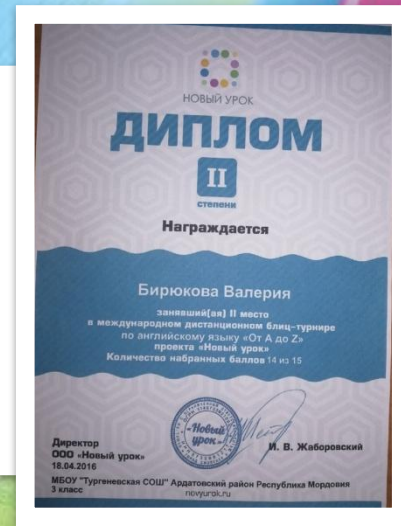 НОВЫЙ УРОК
ДИПЛОМ
II
степени
Награждается
Бирюкова Валерия
занявший(ая) II место
в международном дистанционном блиц-турнире
по английскому языку «От А до Z»
проекта «Новый урок»
Количество набранных баллов 14 из 15
«Новый
урок»
Директор
ООО «Новый урок»
18.04.2016
И. В. Жаборовский
МБОУ "Тургеневская СОШ" Ардатовский район Республика Мордовия
3 класс
novyurok.ru